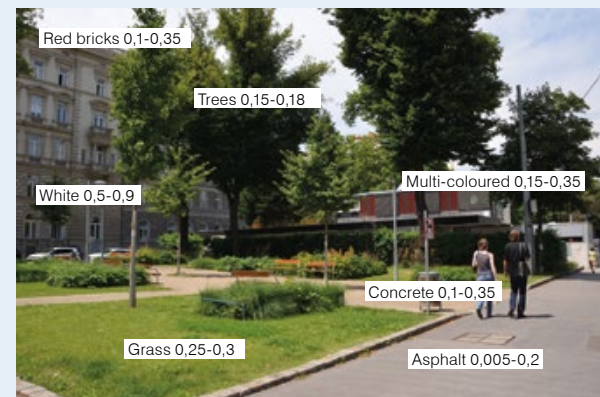 Red bricks 0,1-0,35
Trees 0,15-0,18
Multi-coloured 0,15-0,35
White 0,5-0,9
Concrete 0,1-0,35
Grass 0,25-0,3
Asphalt 0,005-0,2